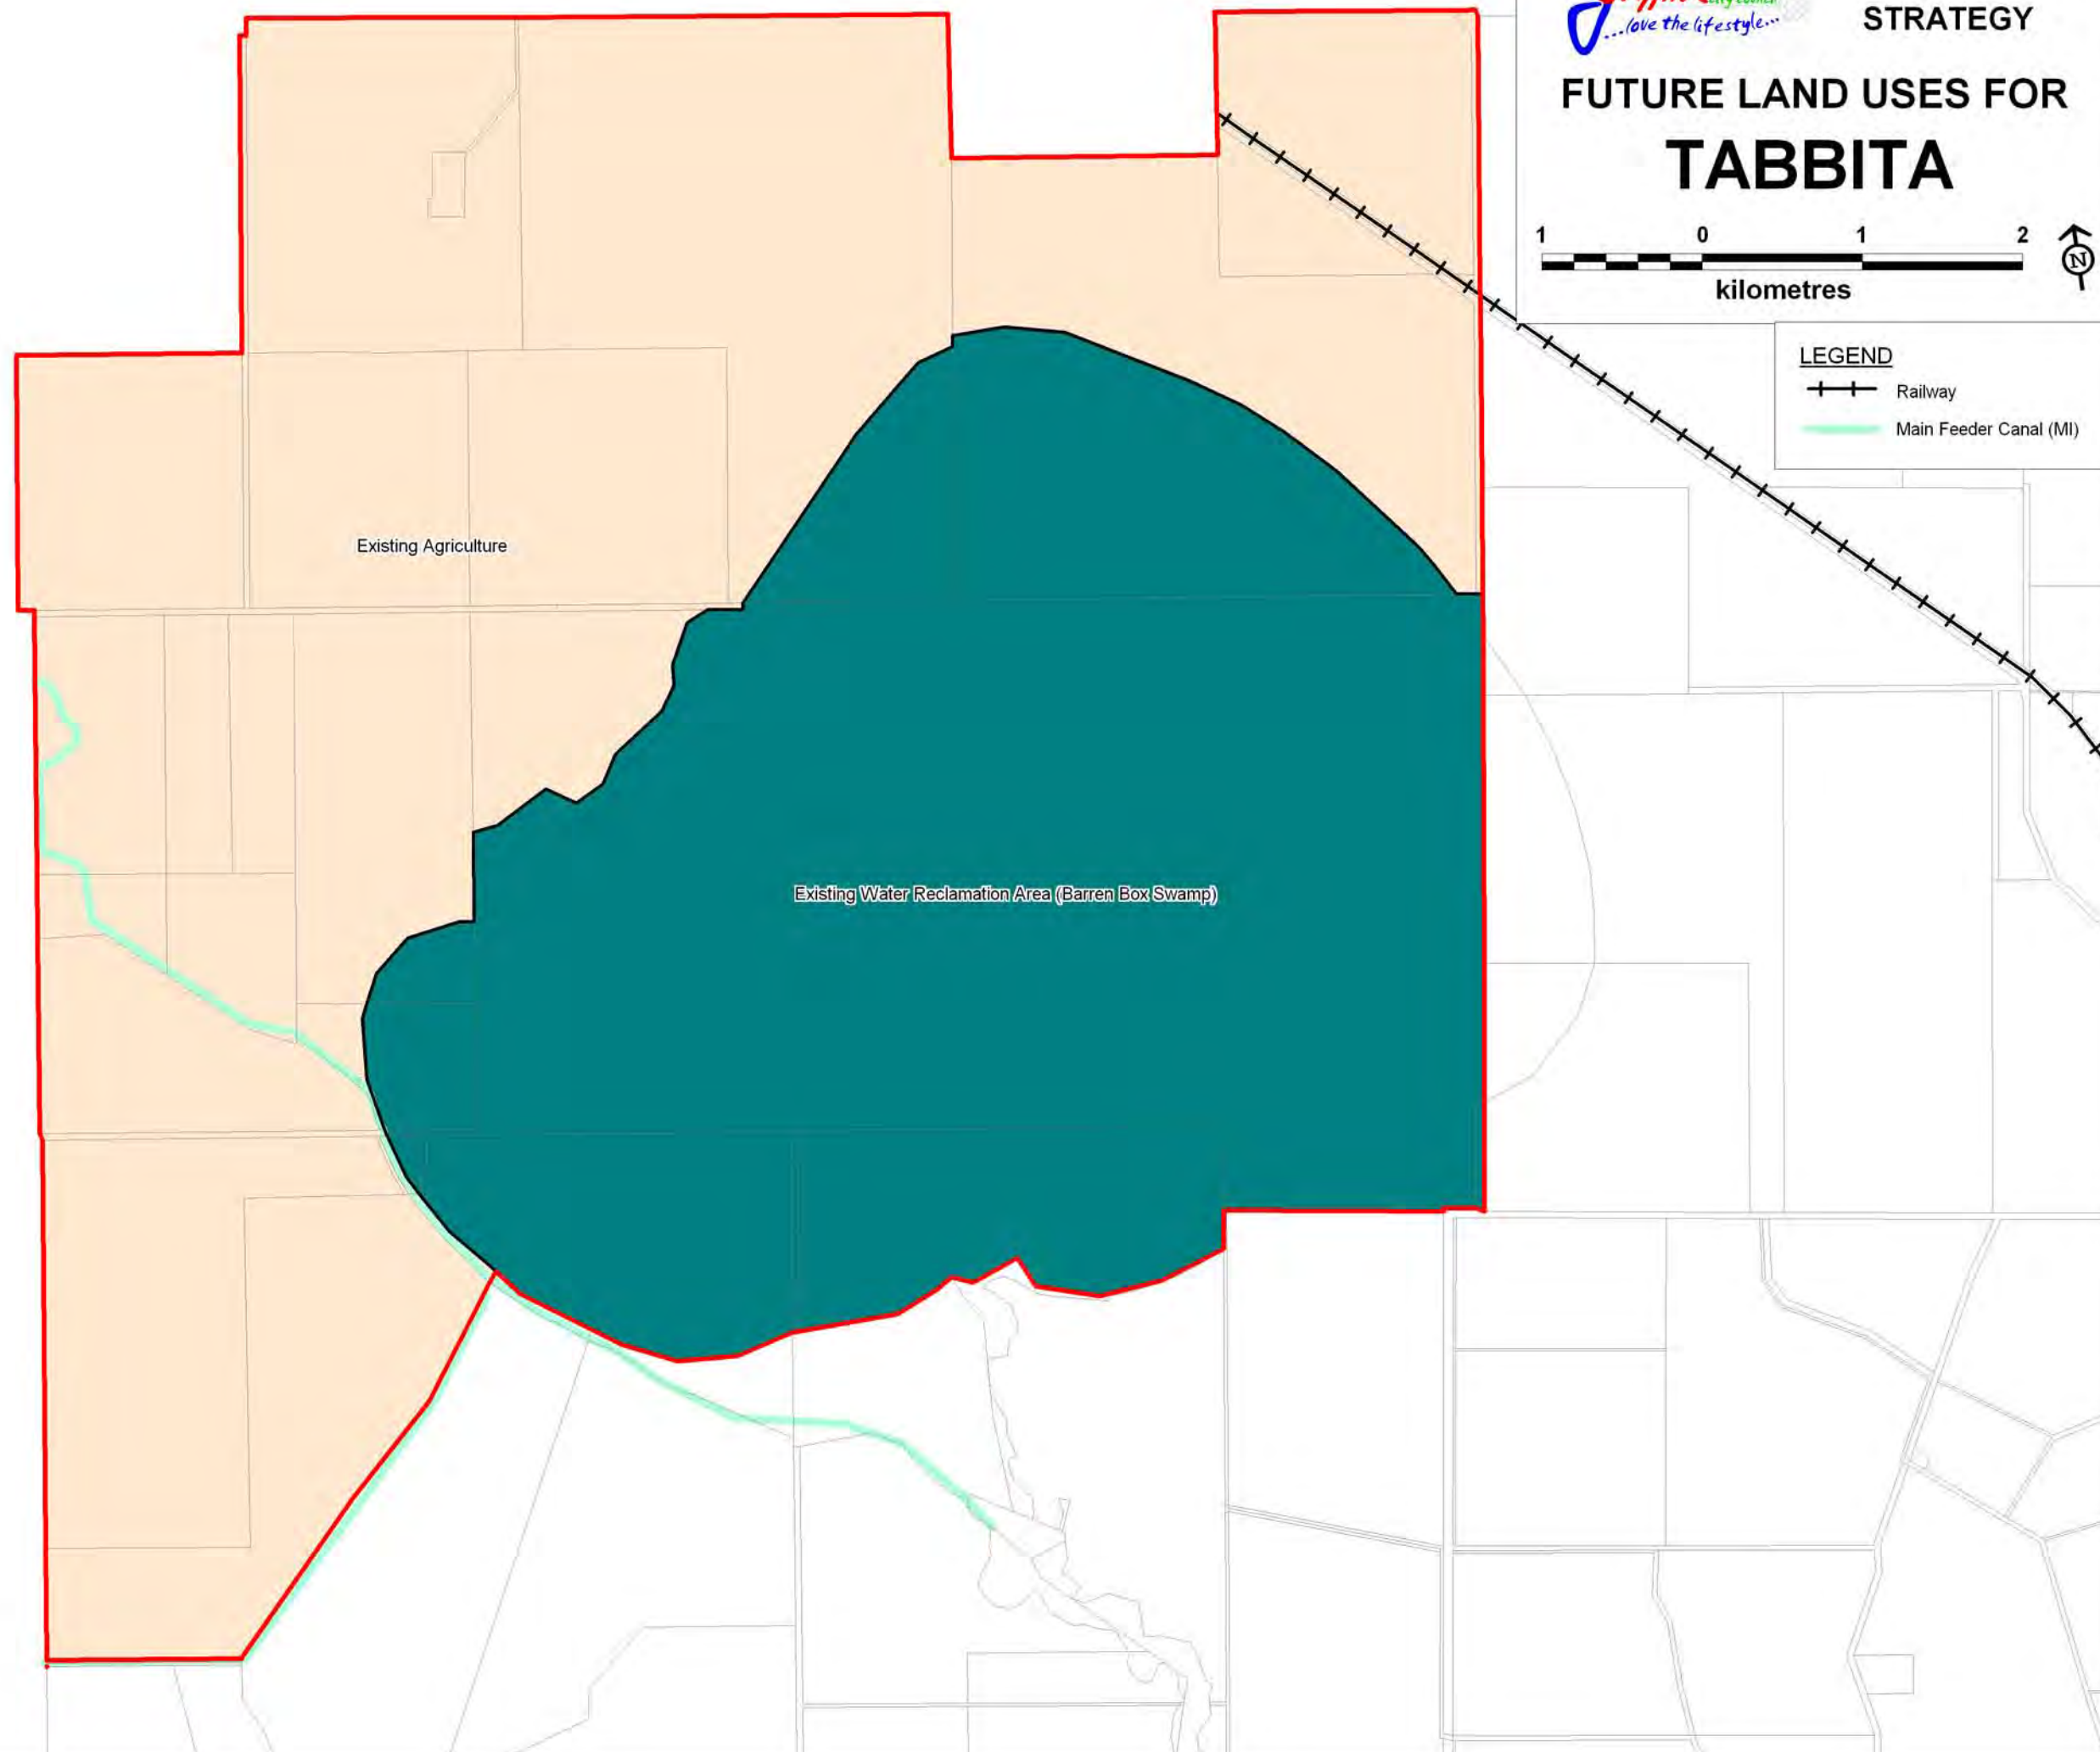 ...love the lifestyle...
STRATEGY
FUTURE LAND USES FOR
TABBITA
1 0 1 2
kilometres
N
LEGEND
Railway
Main Feeder Canal (MI)
Existing Agriculture
Existing Water Reclamation Area (Barren Box Swamp)